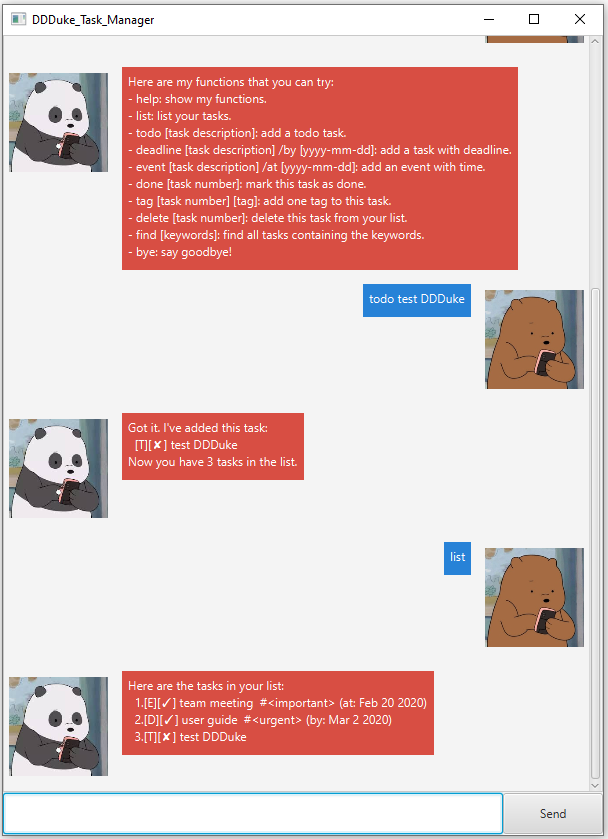 DDDuke_Task_Manager
Here are my functions that you can try:
- help: show my functions.
- list: list your tasks.
- todo [task description]: add a todo task.
- deadline [task description] /by [yyyy-mm-dd]: add a task with deadline.
- event [task description] /at [yyyy-mm-dd]: add an event with time.
- done [task number]: mark this task as done.
- tag [task number] [tag]: add one tag to this task.
- delete [task number]: delete this task from your list.
- find [keywords]: find all tasks containing the keywords.
- bye: say goodbye!
todo test DDDuke
Got it. I've added this task:
[T][✘] test DDDuke
Now you have 3 tasks in the list.
list
Here are the tasks in your list:
1.[E][✓] team meeting  #<important> (at: Feb 20 2020)
2.[D][✓] user guide  #<urgent> (by: Mar 2 2020)
3.[T][✘] test DDDuke
Send